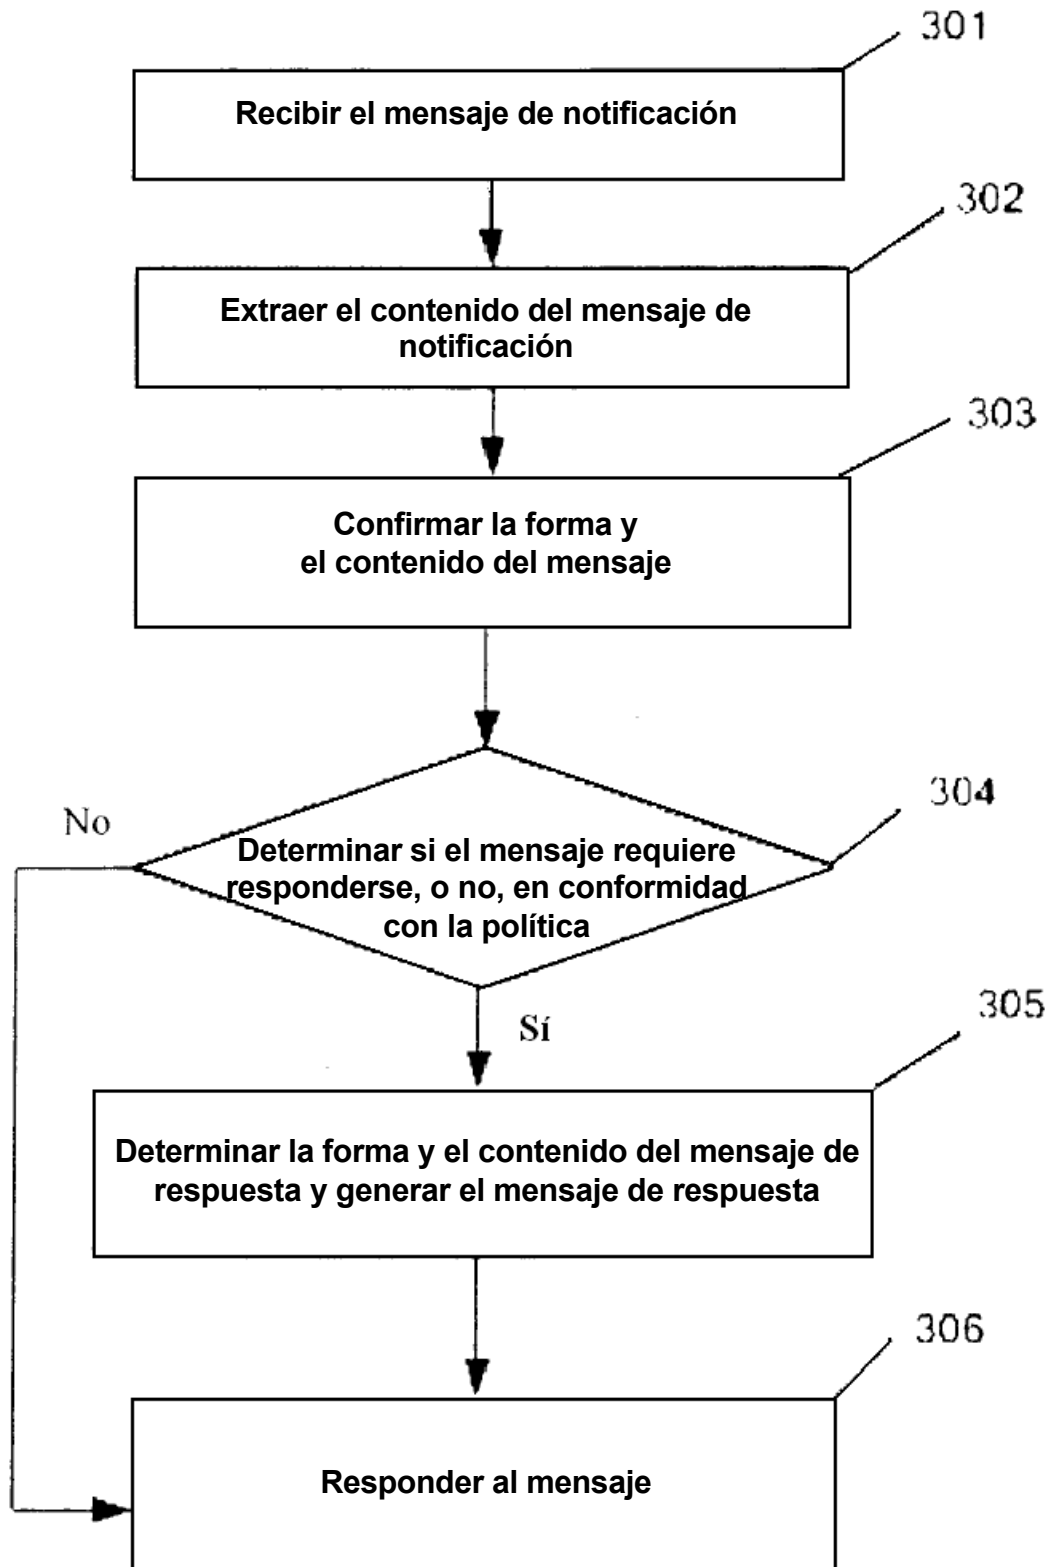 301
Recibir el mensaje de notificación
302
Extraer el contenido del mensaje de
notificación
303
Confirmar la forma y
el contenido del mensaje
304
No
Determinar si el mensaje requiere
responderse, o no, en conformidad
con la política
Sí
305
Determinar la forma y el contenido del mensaje de
respuesta y generar el mensaje de respuesta
306
Responder al mensaje